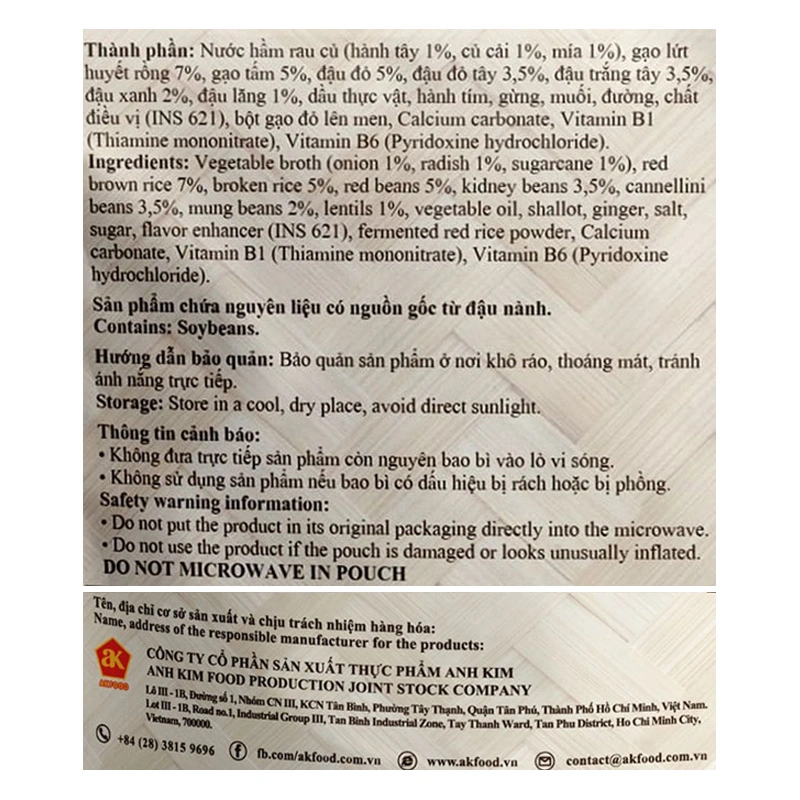 Thành phần: Nước hầm rau củ (hành tây 1%, củ cải 1%, mía 1%), gạo lứt
huyết rồng 7%, gạo tấm 5%, đậu đỏ 5%, đậu đỏ tây 3,5%, đậu trắng tây 3,5%,
đậu xanh 2%, đậu lăng 1%, dầu thực vật, hành tím, gừng, muối, đường, chất
điều vị (INS 621), bột gạo đỏ lên men, Calcium carbonate, Vitamin B1
(Thiamine mononitrate), Vitamin B6 (Pyridoxine hydrochloride).
Ingredients: Vegetable broth (onion 1%, radish 1%, sugarcane 1%), red
brown rice 7%, broken rice 5%, red beans 5%, kidney beans 3,5%, cannellini
beans 3,5%, mung beans 2%, lentils 1%, vegetable oil, shallot, ginger, salt,
sugar, flavor enhancer (INS 621), fermented red rice powder, Calcium
carbonate, Vitamin B1 (Thiamine mononitrate), Vitamin B6 (Pyridoxine
hydrochloride).
Sản phẩm chứa nguyên liệu có nguồn gốc từ đậu nành.
Contains: Soybeans.
Hướng dẫn bảo quản: Bảo quản sản phẩm ở nơi khô ráo, thoáng mát, tránh
ánh nắng trực tiếp.
Storage: Store in a cool, dry place, avoid direct sunlight.
Thông tin cảnh báo:
• Không đưa trực tiếp sản phẩm còn nguyên bao bì vào lò vi sóng.
• Không sử dụng sản phẩm nếu bao bì có dấu hiệu bị rách hoặc bị phồng.
Safety warning information:
• Do not put the product in its original packaging directly into the microwave.
• Do not use the product if the pouch is damaged or looks unusually inflated.
DO NOT MICROWAVE IN POUCH
Tên, địa chỉ cơ sở sản xuất và chịu trách nhiệm hàng hóa:
Name, address of the responsible manufacturer for the products:
ak
AKFOOD
CÔNG TY CỔ PHẦN SẢN XUẤT THỰC PHẨM ANH KIM
ANH KIM FOOD PRODUCTION JOINT STOCK COMPANY
Lô III - 1B, Đường số 1, Nhóm CN III, KCN Tân Bình, Phường Tây Thạnh, Quận Tân Phú, Thành Phố Hồ Chí Minh, Việt Nam.
Lot III - 1B, Road no.1, Industrial Group III, Tan Binh Industrial Zone, Tay Thanh Ward, Tan Phu District, Ho Chi Minh City,
Vietnam, 700000.
+84 (28) 3815 9696 fb.com/akfood.com.vn www.akfood.vn contact@akfood.com.vn